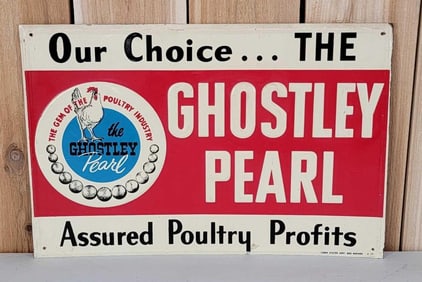 Our Choice... THE
THE GEM OF THE POULTRY INDUSTRY
the
GHOSTLEY
Pearl
GHOSTLEY
PEARL
Assured Poultry Profits